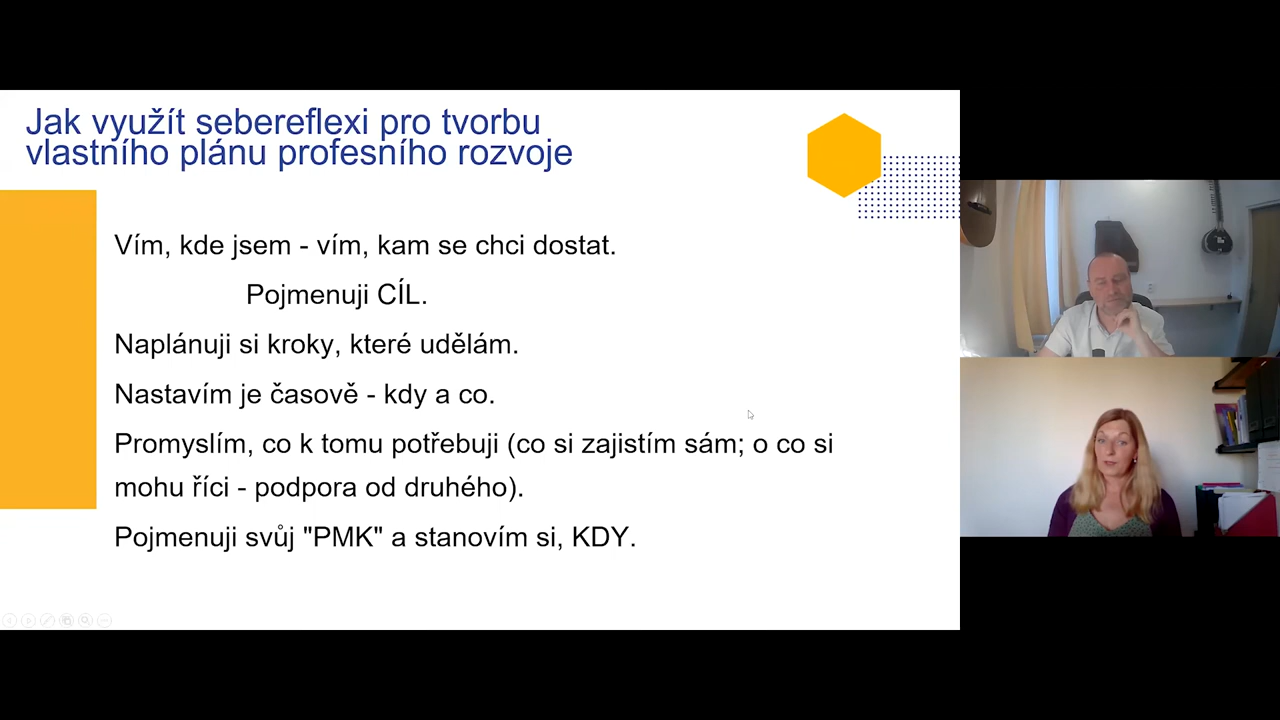 Jak využít sebereflexi pro tvorbu
vlastního plánu profesního rozvoje
Vím, kde jsem - vím, kam se chci dostat.
Pojmenuji CÍL.
Naplánuji si kroky, které udělám.
Nastavím je časově - kdy a co.
Promyslím, co k tomu potřebuji (co si zajistím sám; o co si
mohu říci - podpora od druhého).
Pojmenuji svůj "PMK" a stanovím si, KDY.